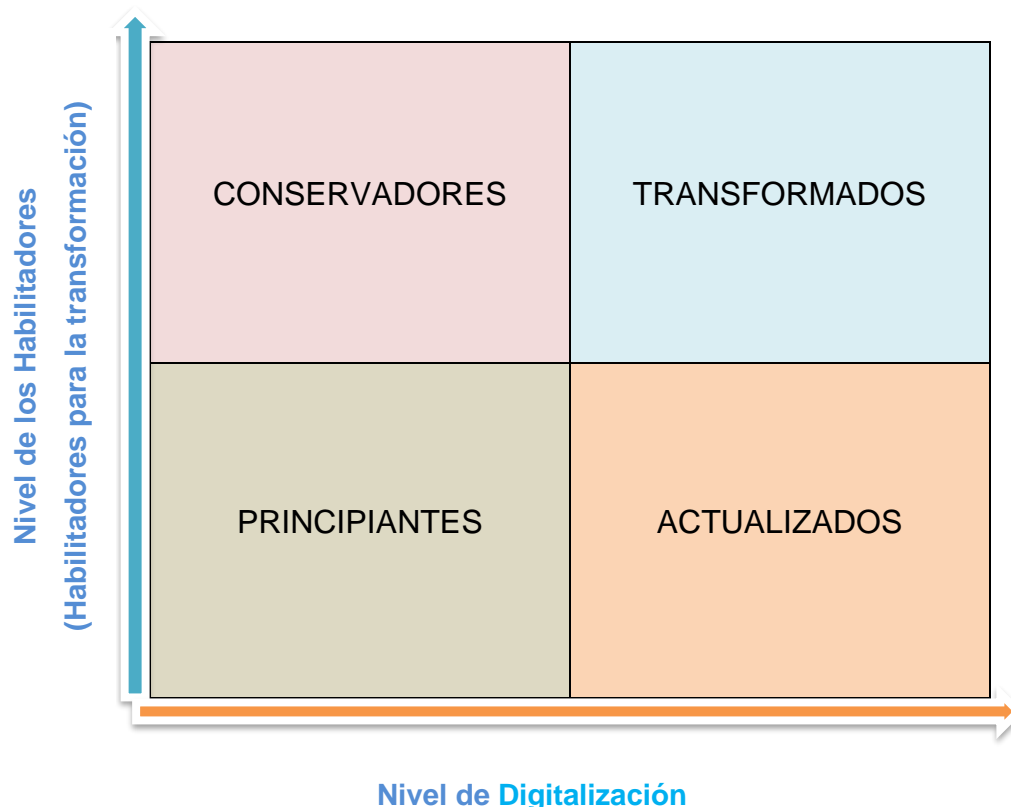 Nivel de los Habilitadores
(Habilitadores para la transformación)
CONSERVADORES
TRANSFORMADOS
PRINCIPIANTES
ACTUALIZADOS
Nivel de Digitalización